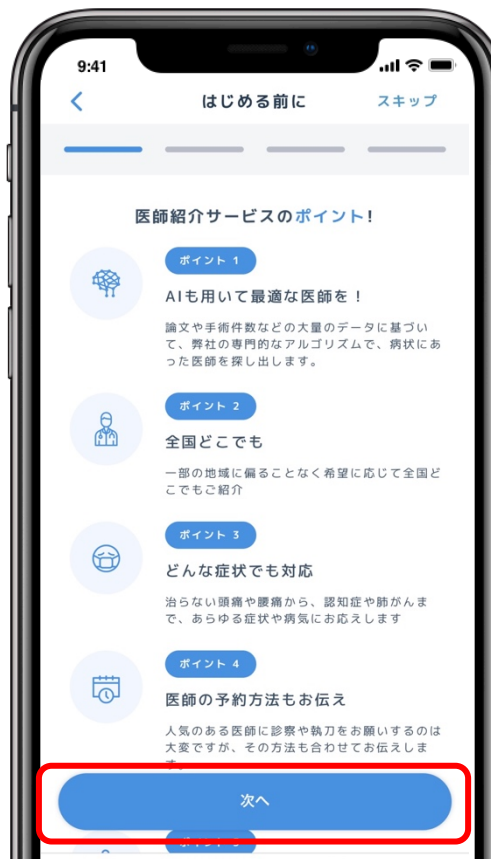 9:41
はじめる前に
スキップ
医師紹介サービスのポイント!
ポイント 1
AIも用いて最適な医師を!
論文や手術件数などの大量のデータに基づい
て、弊社の専門的なアルゴリズムで、病状にあ
った医師を探し出します。
ポイント 2
全国どこでも
一部の地域に偏ることなく希望に応じて全国ど
こでもご紹介
ポイント 3
どんな症状でも対応
治らない頭痛や腰痛から、認知症や肺がんま
で、あらゆる症状や病気にお応えします
ポイント 4
医師の予約方法もお伝え
人気のある医師に診察や執刀をお願いするのは
大変ですが、その方法も合わせてお伝えしま
す。
次へ